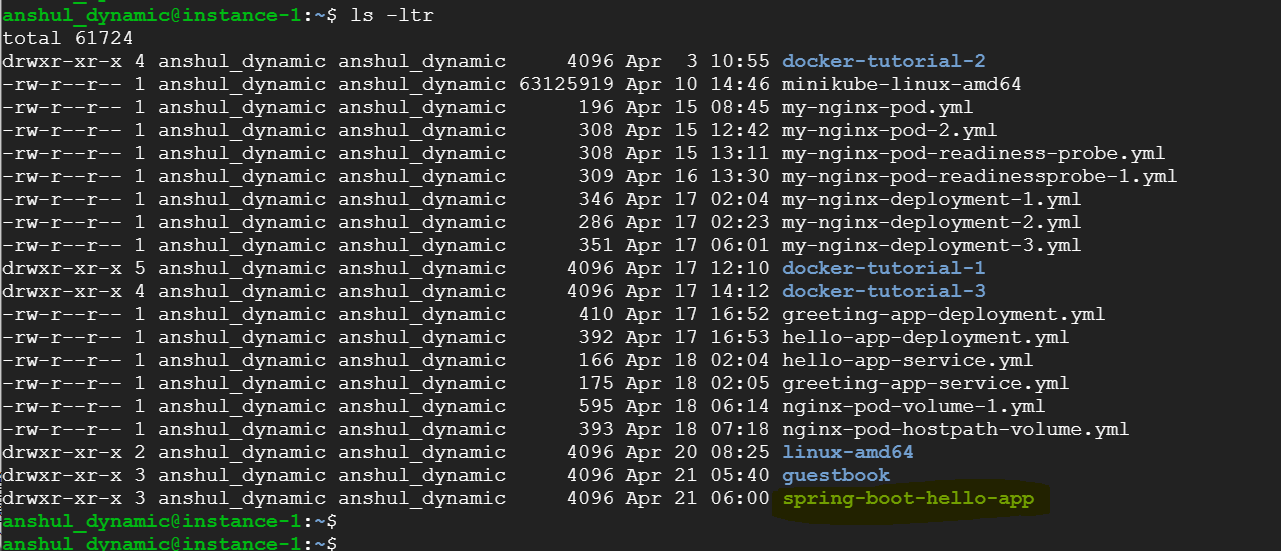 anshul_dynamic@instance-1:~$ ls -ltr
total 61724
drwxr-xr-x 4 anshul_dynamic anshul_dynamic     4096 Apr  3 10:55 docker-tutorial-2
-rw-r--r-- 1 anshul_dynamic anshul_dynamic 63125919 Apr 10 14:46 minikube-linux-amd64
-rw-r--r-- 1 anshul_dynamic anshul_dynamic      196 Apr 15 08:45 my-nginx-pod.yml
-rw-r--r-- 1 anshul_dynamic anshul_dynamic      308 Apr 15 12:42 my-nginx-pod-2.yml
-rw-r--r-- 1 anshul_dynamic anshul_dynamic      308 Apr 15 13:11 my-nginx-pod-readiness-probe.yml
-rw-r--r-- 1 anshul_dynamic anshul_dynamic      309 Apr 16 13:30 my-nginx-pod-readinessprobe-1.yml
-rw-r--r-- 1 anshul_dynamic anshul_dynamic      346 Apr 17 02:04 my-nginx-deployment-1.yml
-rw-r--r-- 1 anshul_dynamic anshul_dynamic      286 Apr 17 02:23 my-nginx-deployment-2.yml
-rw-r--r-- 1 anshul_dynamic anshul_dynamic      351 Apr 17 06:01 my-nginx-deployment-3.yml
drwxr-xr-x 5 anshul_dynamic anshul_dynamic     4096 Apr 17 12:10 docker-tutorial-1
drwxr-xr-x 4 anshul_dynamic anshul_dynamic     4096 Apr 17 14:12 docker-tutorial-3
-rw-r--r-- 1 anshul_dynamic anshul_dynamic      410 Apr 17 16:52 greeting-app-deployment.yml
-rw-r--r-- 1 anshul_dynamic anshul_dynamic      392 Apr 17 16:53 hello-app-deployment.yml
-rw-r--r-- 1 anshul_dynamic anshul_dynamic      166 Apr 18 02:04 hello-app-service.yml
-rw-r--r-- 1 anshul_dynamic anshul_dynamic      175 Apr 18 02:05 greeting-app-service.yml
-rw-r--r-- 1 anshul_dynamic anshul_dynamic      595 Apr 18 06:14 nginx-pod-volume-1.yml
-rw-r--r-- 1 anshul_dynamic anshul_dynamic      393 Apr 18 07:18 nginx-pod-hostpath-volume.yml
drwxr-xr-x 2 anshul_dynamic anshul_dynamic     4096 Apr 20 08:25 linux-amd64
drwxr-xr-x 3 anshul_dynamic anshul_dynamic     4096 Apr 21 05:40 guestbook
drwxr-xr-x 3 anshul_dynamic anshul_dynamic     4096 Apr 21 06:00 spring-boot-hello-app
anshul_dynamic@instance-1:~$
anshul_dynamic@instance-1:~$